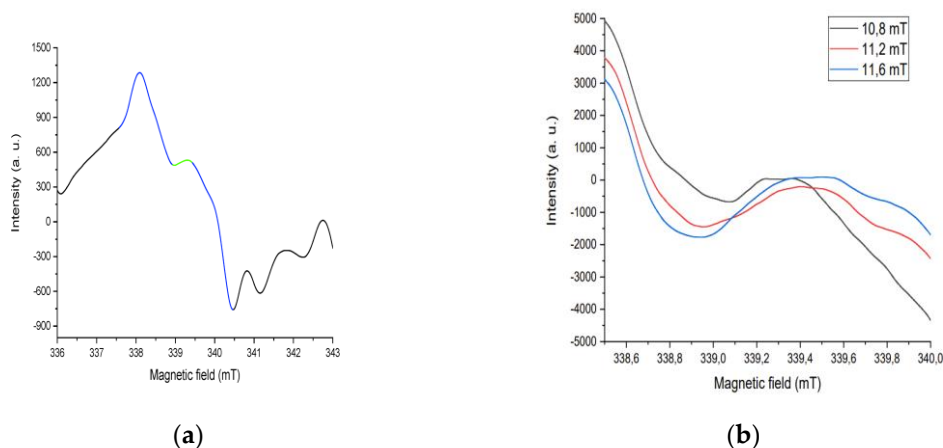 1500
1200
900
600
300
0
-300
-600
-900
336 337 338 339 340 341 342 343
Intensity (a. u.)
Magnetic field (mT)
(a)
5000
4000
3000
2000
1000
0
-1000
-2000
-3000
-4000
-5000
338,6 338,8 339,0 339,2 339,4 339,6 339,8 340,0
Intensity (a. u.)
Magnetic field (mT)
10,8 mT
11,2 mT
11,6 mT
(b)